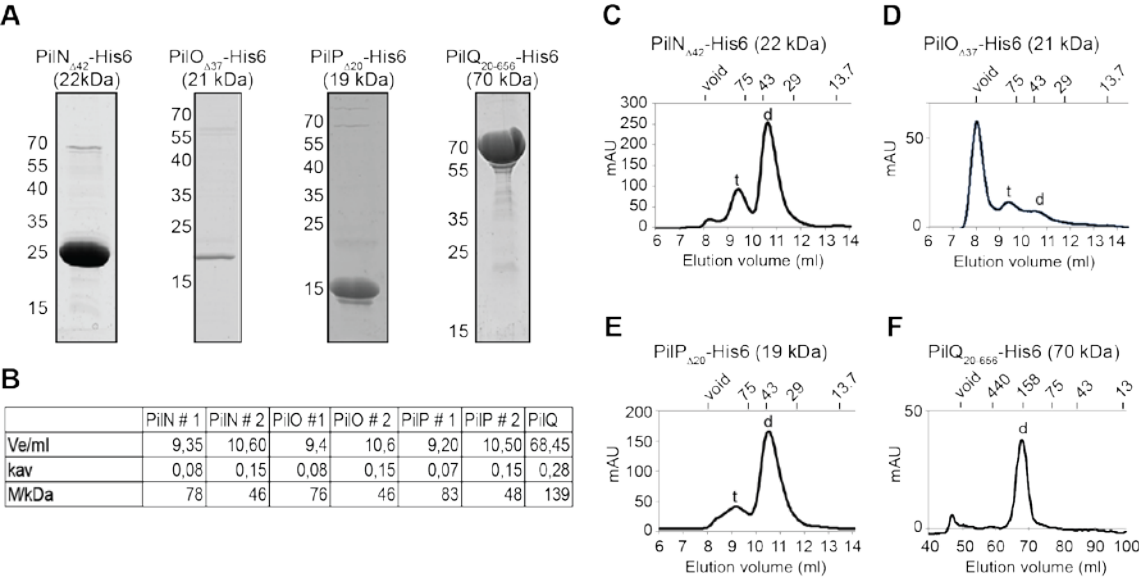 A
PilNΔ42-His6
(22kDa)
70
55
40
35
25
15
PilOΔ37-His6
(21 kDa)
70
55
40
35
25
15
PilPΔ20-His6
(19 kDa)
70
55
40
35
25
15
PilQ20-656-His6
(70 kDa)
70
55
35
25
15
B
PilN # 1 PilN # 2 PilO #1 PilO # 2 PilP # 1 PilP # 2 PilQ
Ve/ml 9,35 10,60 9,4 10,6 9,20 10,50 68,45
kav 0,08 0,15 0,08 0,15 0,07 0,15 0,28
M/kDa 78 46 76 46 83 48 139
C
PilNΔ42-His6 (22 kDa)
void 75 43 29 13.7
mAU
300
250
200
150
100
50
0
t
d
6 7 8 9 10 11 12 13 14
Elution volume (ml)
D
PilOΔ37-His6 (21 kDa)
void 75 43 29 13.7
mAU
50
0
t
d
6 7 8 9 10 11 12 13 14
Elution volume (ml)
E
PilPΔ20-His6 (19 kDa)
void 75 43 29 13.7
mAU
200
150
100
50
0
t
d
6 7 8 9 10 11 12 13 14
Elution volume (ml)
F
PilQ20-656-His6 (70 kDa)
void 440 158 75 43 13
mAU
50
0
d
40 50 60 70 80 90 100
Elution volume (ml)